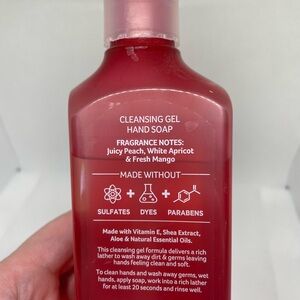 CLEANSING GEL
HAND SOAP
FRAGRANCE NOTES:
Juicy Peach, White Apricot
& Fresh Mango
MADE WITHOUT
+ +
SULFATES DYES PARABENS
Made with Vitamin E, Shea Extract,
Aloe & Natural Essential Oils.
This cleansing gel formula delivers a rich
lather to wash away dirt & germs leaving
hands feeling clean and soft.
To clean hands and wash away germs, wet
hands, apply soap, work into a rich lather
for at least 20 seconds and rinse well.